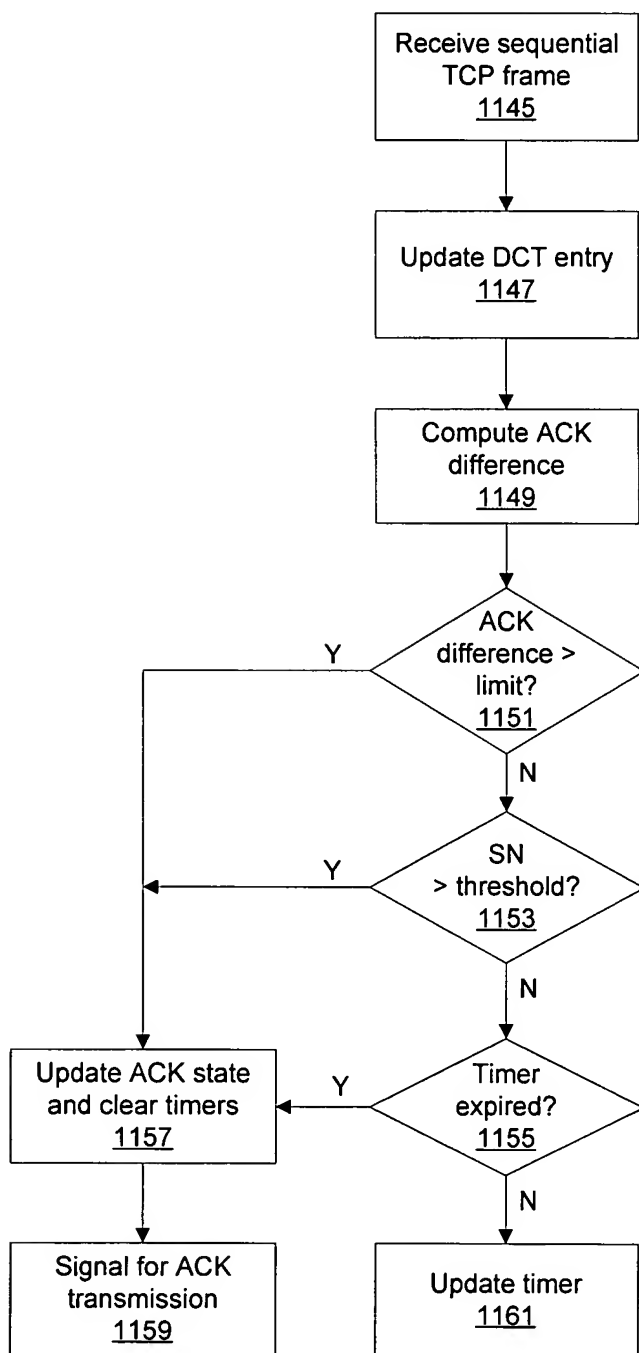 Receive sequential
TCP frame
1145
Update DCT entry
1147
Compute ACK
difference
1149
ACK
difference >
limit?
1151
Y
N
SN
> threshold?
1153
Y
N
Timer
expired?
1155
Y
N
Update ACK state
and clear timers
1157
Signal for ACK
transmission
1159
Update timer
1161